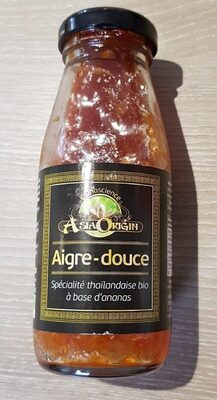 AsiaOrigin
Aigre-douce
Spécialité thaïlandaise bio
à base d'ananas